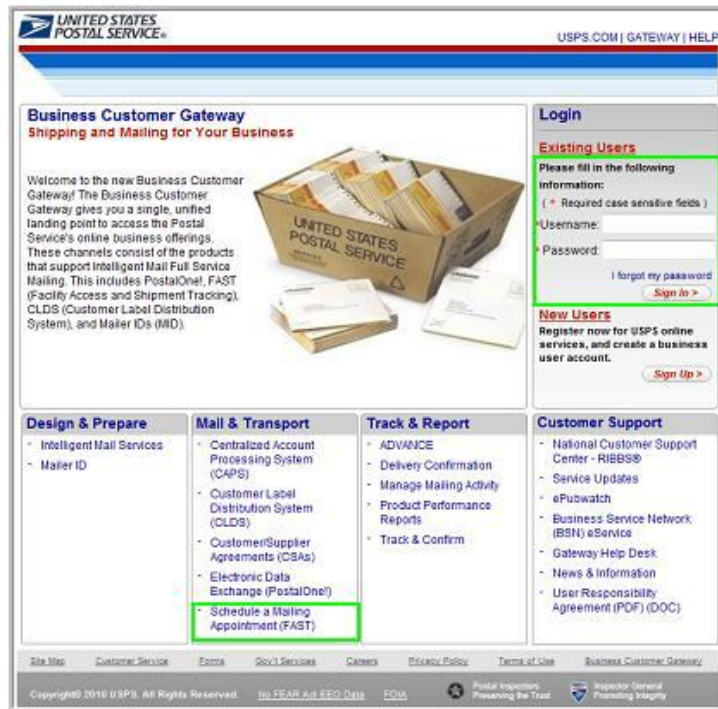 UNITED STATES
POSTAL SERVICE®
USPS.COM | GATEWAY | HELP
Business Customer Gateway
Shipping and Mailing for Your Business
Welcome to the new Business Customer
Gateway! The Business Customer
Gateway gives you a single, unified
landing point to access the Postal
Service's online business offerings.
These channels consist of the products
that support Intelligent Mail Full Service
Mailing. This includes PostalOne!, FAST
(Facility Access and Shipment Tracking),
CLDS (Customer Label Distribution
System), and Mailer IDs (MID).
UNITED STATES
POSTAL SERVICE
Login
Existing Users
Please fill in the following
information:
( * Required case sensitive fields )
*Username:
* Password:
I forgot my password
Sign In >
New Users
Register now for USPS online
services, and create a business
user account.
Sign Up >
Design & Prepare
- Intelligent Mail Services
- Mailer ID
Mail & Transport
- Centralized Account
Processing System
(CAPS)
- Customer Label
Distribution System
(CLDS)
- Customer/Supplier
Agreements (CSAs)
- Electronic Data
Exchange (PostalOne!)
- Schedule a Mailing
Appointment (FAST)
Track & Report
- ADVANCE
- Delivery Confirmation
- Manage Mailing Activity
- Product Performance
Reports
- Track & Confirm
Customer Support
- National Customer Support
Center - RIBBS®
- Service Updates
- ePubwatch
- Business Service Network
(BSN) eService
- Gateway Help Desk
- News & Information
- User Responsibility
Agreement (PDF) (DOC)
Site Map Customer Service Forms Gov't Services Careers Privacy Policy Terms of Use Business Customer Gateway
Copyright© 2010 USPS. All Rights Reserved. No FEAR Act EEO Data FOIA
Postal Inspectors
Preserving the Trust
Inspector General
Promoting Integrity